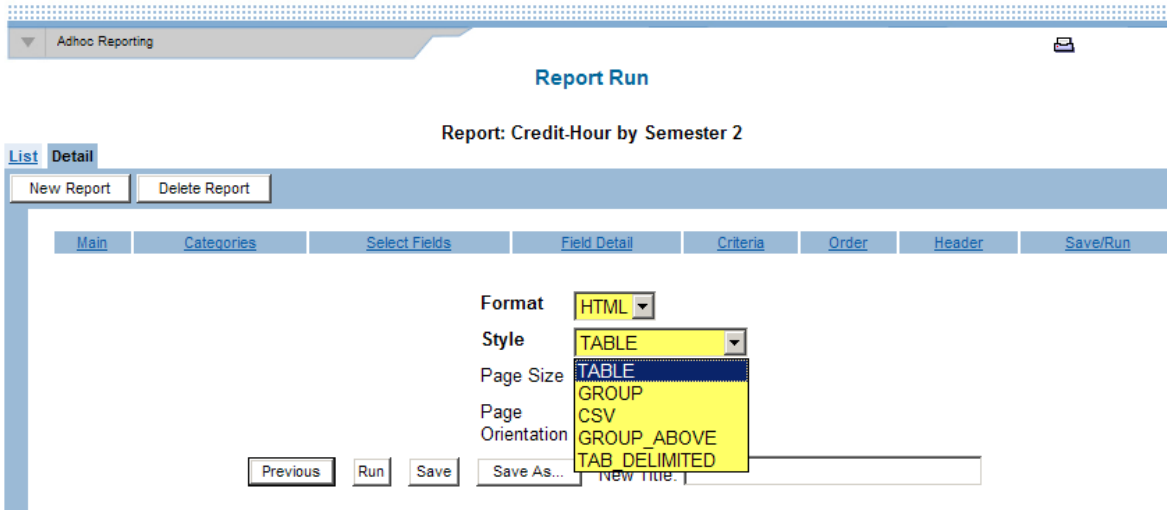 Adhoc Reporting
Report Run
Report: Credit-Hour by Semester 2
List Detail
New Report Delete Report
Main Categories Select Fields Field Detail Criteria Order Header Save/Run
Format HTML
Style TABLE
Page Size TABLE
GROUP
Page CSV
Orientation GROUP_ABOVE
TAB_DELIMITED
Previous Run Save Save As... New Title: